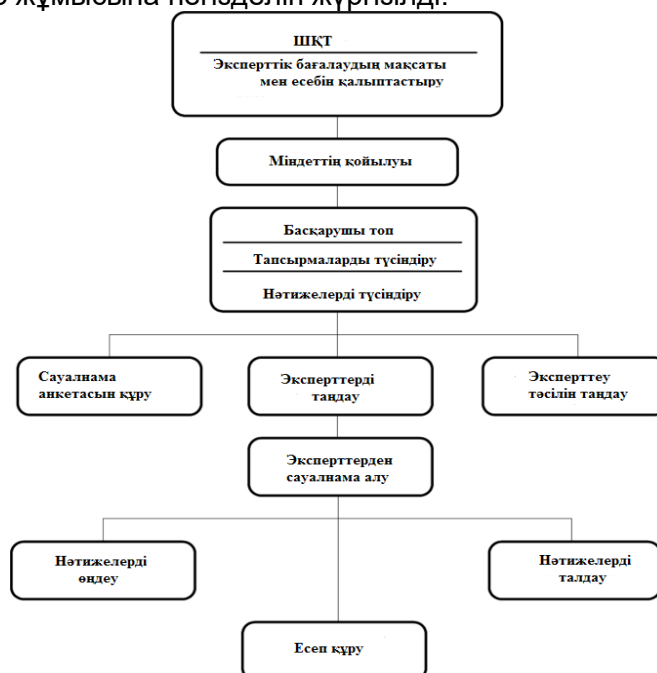 жұмысына негізделіп жүргізілді.
ШҚТ
Эксперттік бағалаудың мақсаты
мен есебін қалыптастыру
Міндеттің қойылуы
Басқарушы топ
Тапсырмаларды түсіндіру
Нәтижелерді түсіндіру
Сауалнама
анкетасын құру
Эксперттерді
таңдау
Эксперттеу
тәсілін таңдау
Эксперттерден
сауалнама алу
Нәтижелерді
өңдеу
Нәтижелерді
талдау
Есеп құру